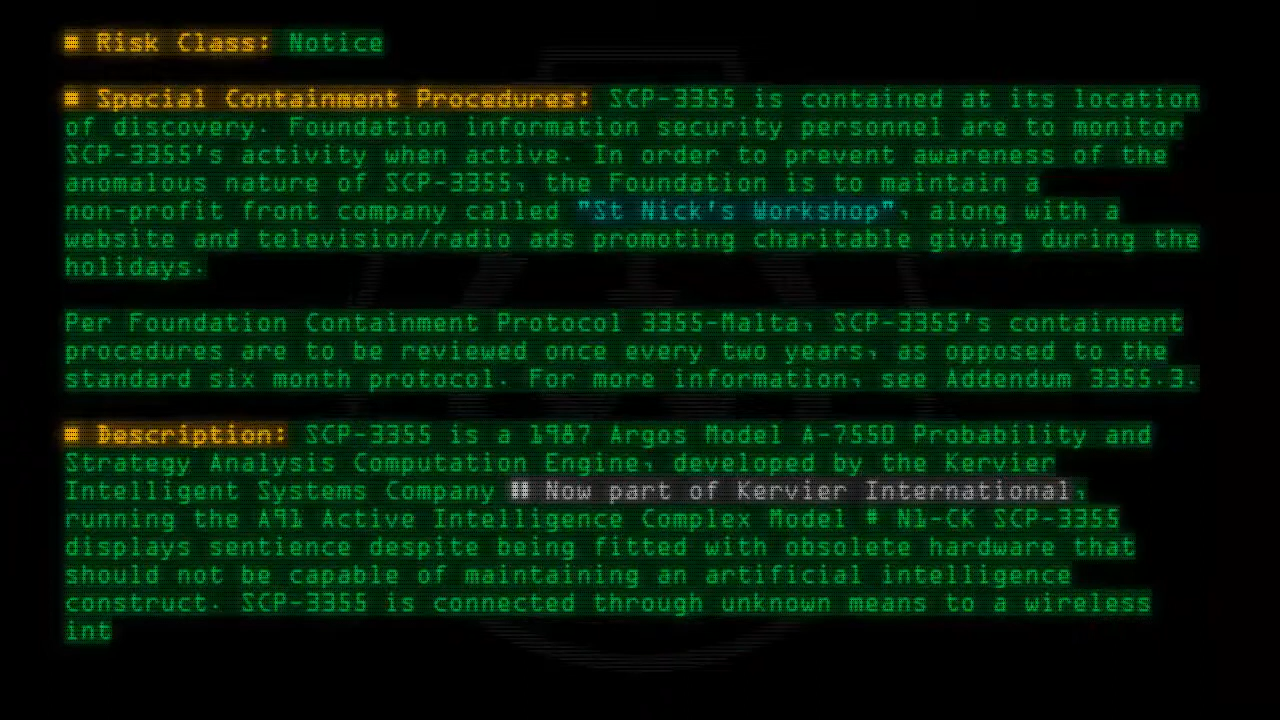 # Risk Class: Notice
# Special Containment Procedures: SCP-3355 is contained at its location
of discovery. Foundation information security personnel are to monitor
SCP-3355's activity when active. In order to prevent awareness of the
anomalous nature of SCP-3355, the Foundation is to maintain a
non-profit front company called "St Nick's Workshop", along with a
website and television/radio ads promoting charitable giving during the
holidays.
Per Foundation Containment Protocol 3355-Malta, SCP-3355's containment
procedures are to be reviewed once every two years, as opposed to the
standard six month protocol. For more information, see Addendum 3355.3.
# Description: SCP-3355 is a 1987 Argos Model A-7550 Probability and
Strategy Analysis Computation Engine, developed by the Kervier
Intelligent Systems Company ## Now part of Kervier International,
running the A91 Active Intelligence Complex Model # N1-CK SCP-3355
displays sentience despite being fitted with obsolete hardware that
should not be capable of maintaining an artificial intelligence
construct. SCP-3355 is connected through unknown means to a wireless
int